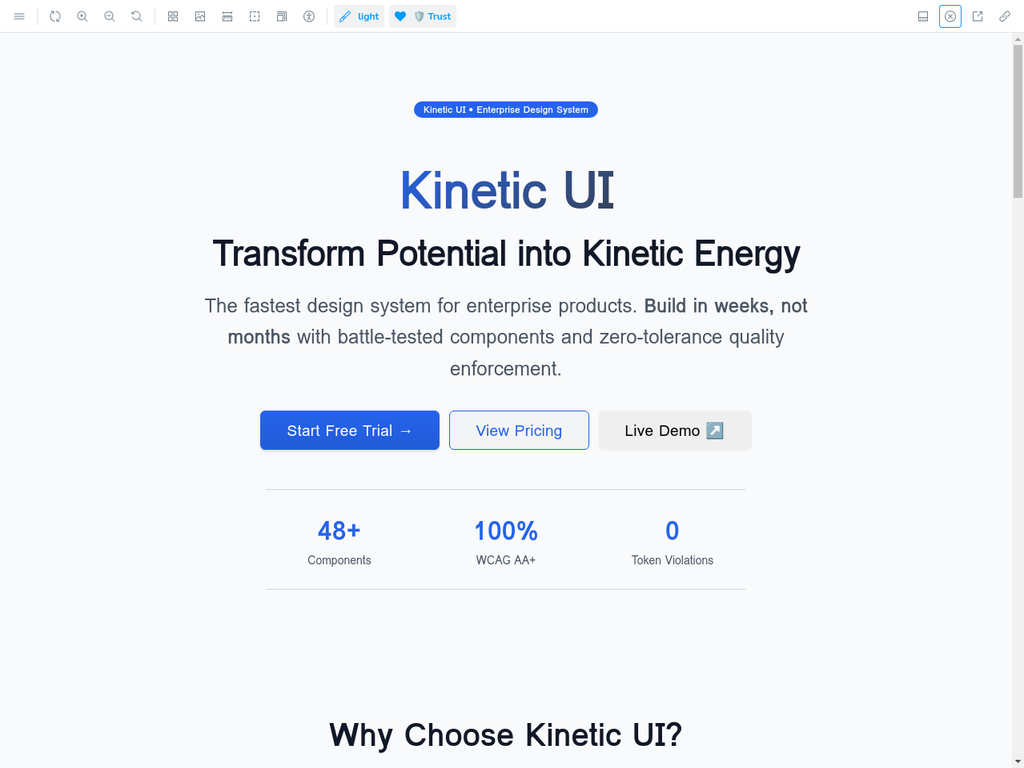 light 🛡️ Trust
Kinetic UI • Enterprise Design System
Kinetic UI
Transform Potential into Kinetic Energy
The fastest design system for enterprise products. Build in weeks, not
months with battle-tested components and zero-tolerance quality
enforcement.
Start Free Trial → View Pricing Live Demo ↗️
48+ 100% 0
Components WCAG AA+ Token Violations
Why Choose Kinetic UI?